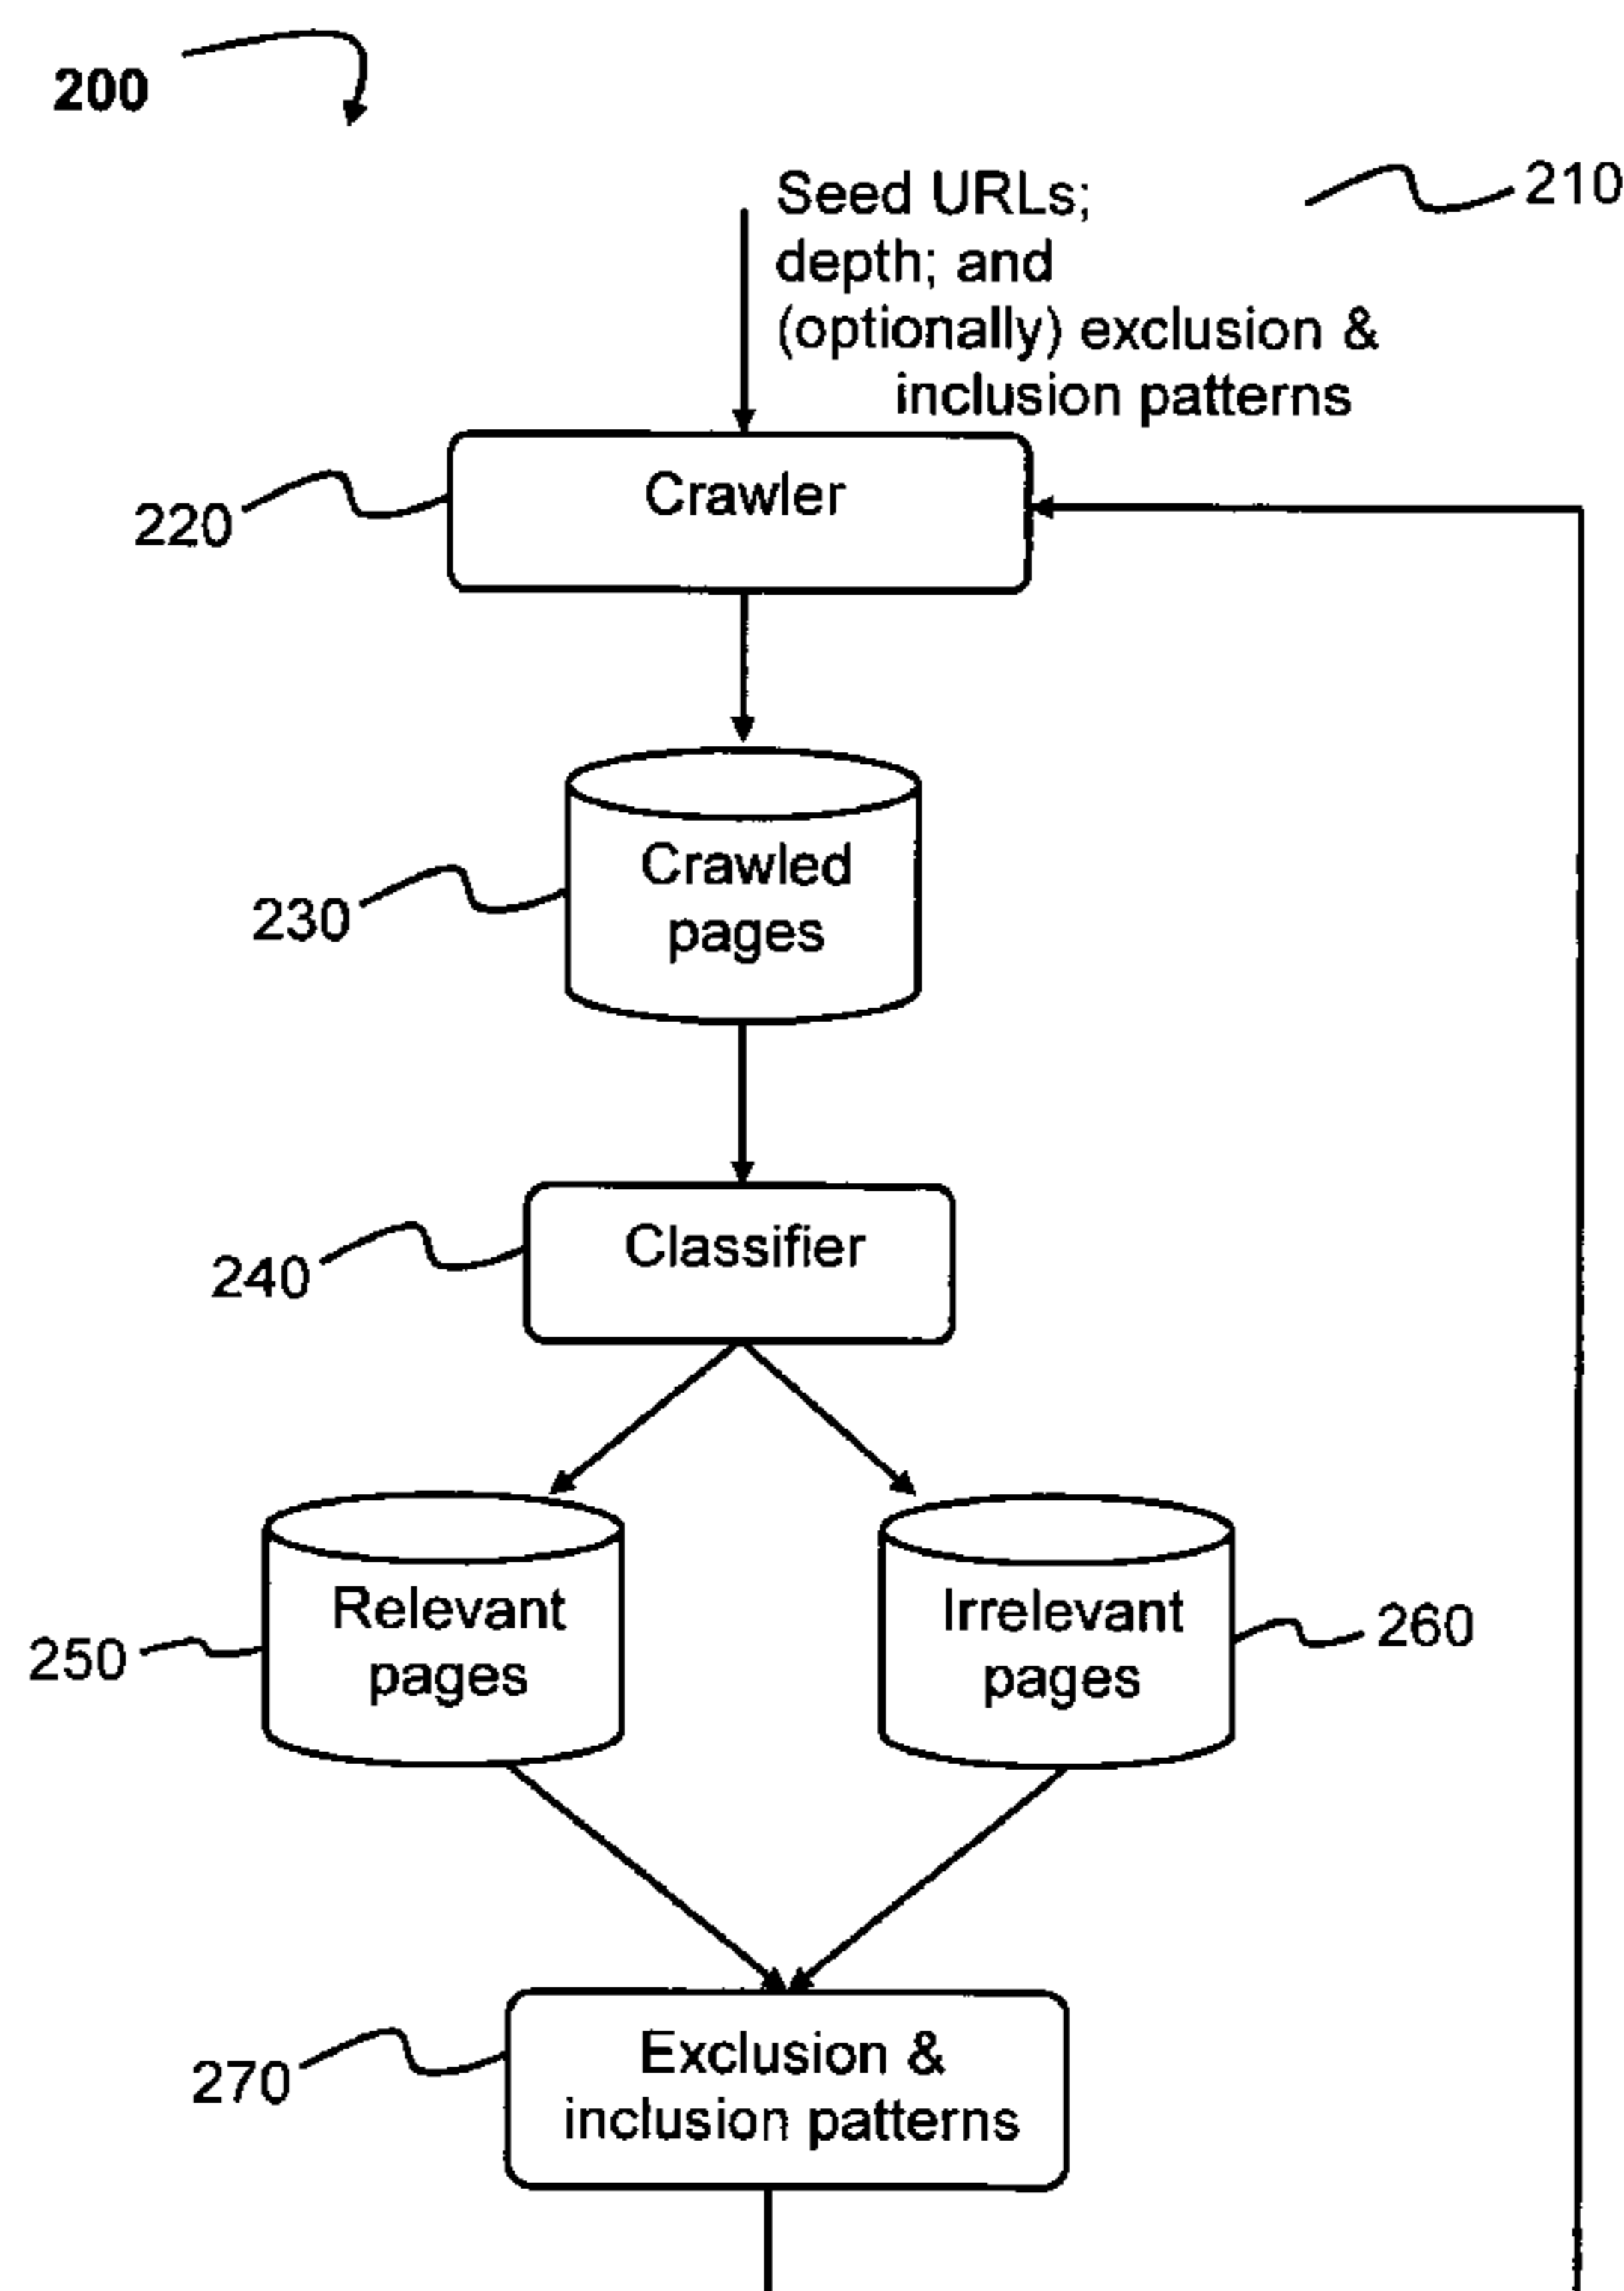 200
210
Seed URLs;
depth; and
(optionally) exclusion &
inclusion patterns
220
Crawler
230
Crawled
pages
240
Classifier
250
Relevant
pages
Irrelevant
pages
260
270
Exclusion &
inclusion patterns